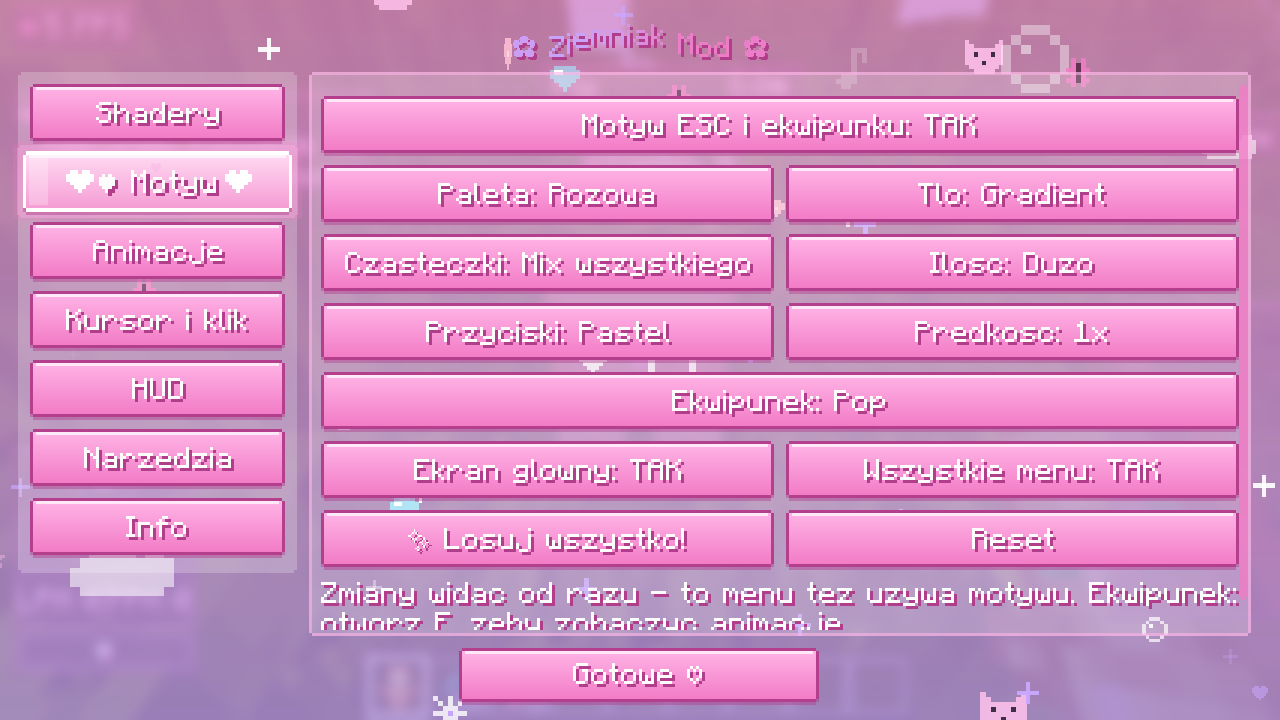 ✿ Ziemniak Mod ✿
Shadery
Motyw
Animacje
Kursor i klik
HUD
Narzedzia
Info
Motyw ESC i ekwipunku: TAK
Paleta: Rozowa
Tlo: Gradient
Czasteczki: Mix wszystkiego
Ilosc: Duzo
Przyciski: Pastel
Predkosc: 1x
Ekwipunek: Pop
Ekran glowny: TAK
Wszystkie menu: TAK
Losuj wszystko!
Reset
Zmiany widac od razu - to menu tez uzywa motywu. Ekwipunek:
otworz E, zeby zobaczyc animacje
Gotowe